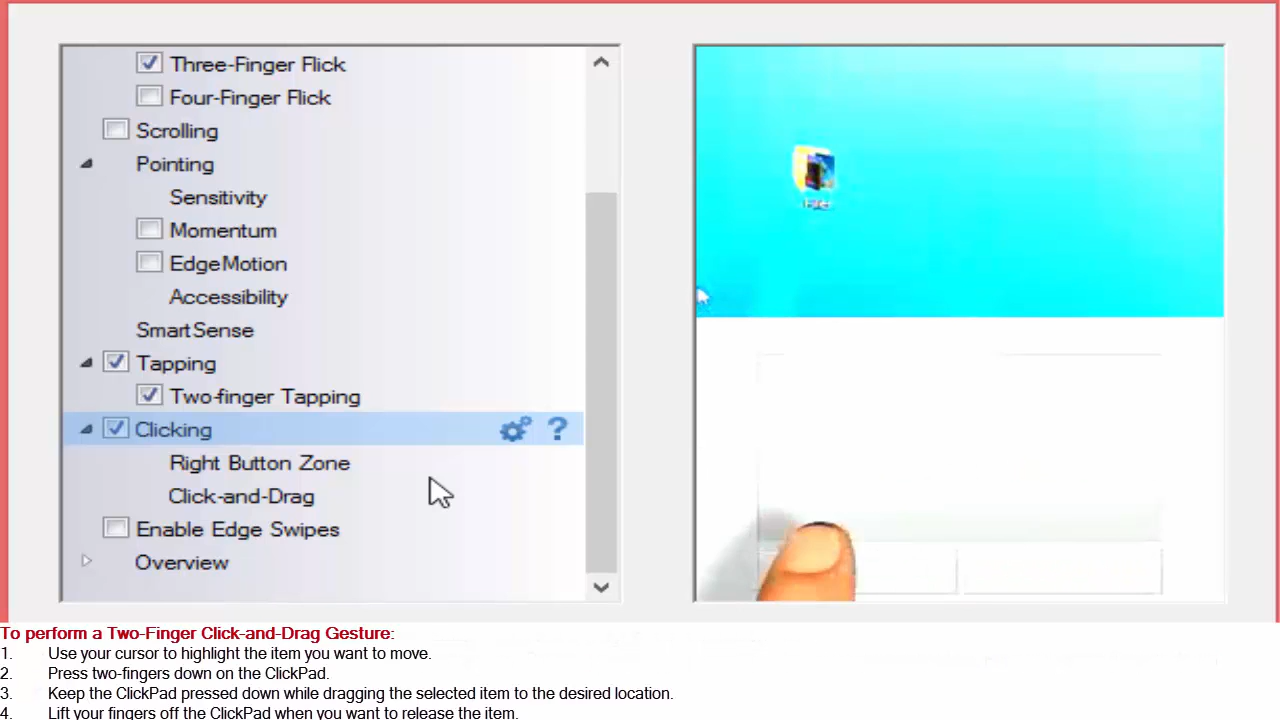 Three-Finger Flick
Four-Finger Flick
Scrolling
Pointing
Sensitivity
Momentum
EdgeMotion
Accessibility
SmartSense
Tapping
Two-finger Tapping
Clicking ?
Right Button Zone
Click-and-Drag
Enable Edge Swipes
Overview
To perform a Two-Finger Click-and-Drag Gesture:
1. Use your cursor to highlight the item you want to move.
2. Press two-fingers down on the ClickPad.
3. Keep the ClickPad pressed down while dragging the selected item to the desired location.
4. Lift your fingers off the ClickPad when you want to release the item.